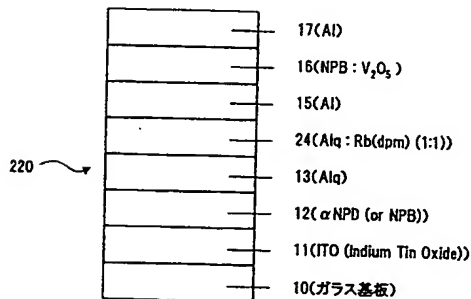 17(Al)
16(NPB : V₂O₅)
15(Al)
24(Alq : Rb(dpm) (1:1))
220
13(Alq)
12(αNPD (or NPB))
11(ITO (Indium Tin Oxide))
10(ガラス基板)